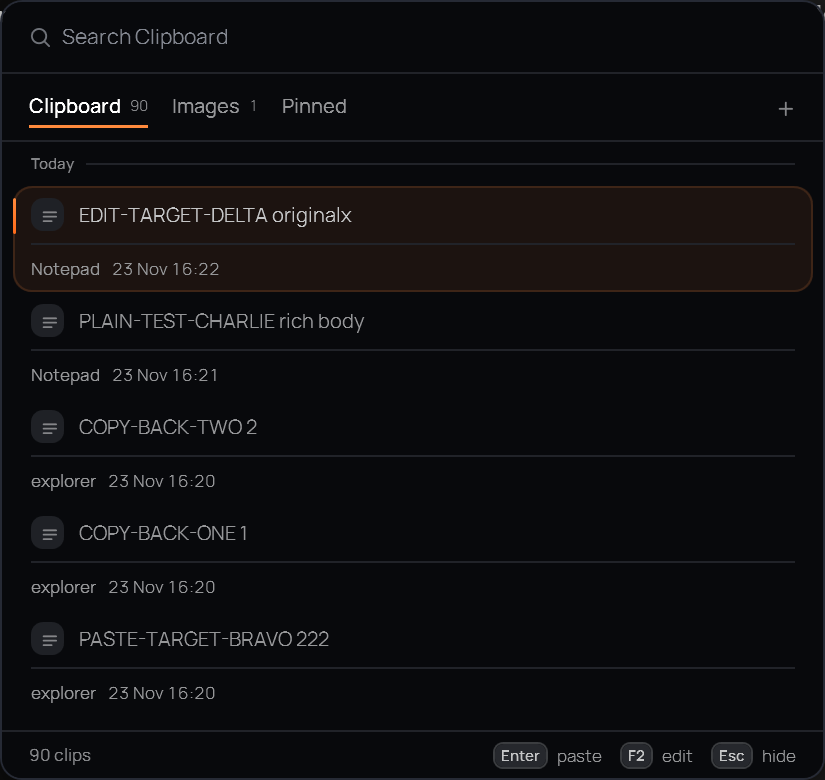 Search Clipboard
Clipboard 90 Images 1 Pinned +
Today
EDIT-TARGET-DELTA originalx
Notepad 23 Nov 16:22
PLAIN-TEST-CHARLIE rich body
Notepad 23 Nov 16:21
COPY-BACK-TWO 2
explorer 23 Nov 16:20
COPY-BACK-ONE 1
explorer 23 Nov 16:20
PASTE-TARGET-BRAVO 222
explorer 23 Nov 16:20
90 clips Enter paste F2 edit Esc hide